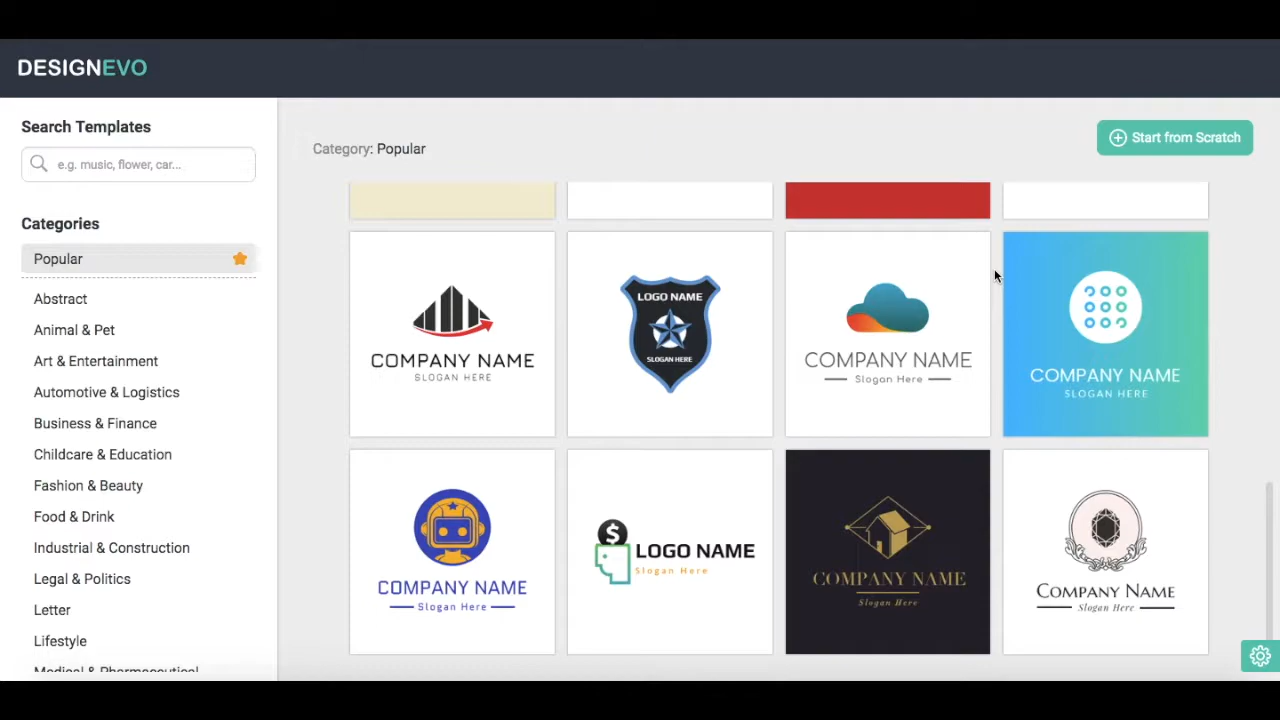 DESIGNEVO
Search Templates
e.g. music, flower, car...
Categories
Popular
Abstract
Animal & Pet
Art & Entertainment
Automotive & Logistics
Business & Finance
Childcare & Education
Fashion & Beauty
Food & Drink
Industrial & Construction
Legal & Politics
Letter
Lifestyle
Medical & Pharmaceutical
Category: Popular
Start from Scratch
COMPANY NAME
SLOGAN HERE
LOGO NAME
SLOGAN HERE
COMPANY NAME
Slogan Here
COMPANY NAME
SLOGAN HERE
COMPANY NAME
Slogan Here
$
LOGO NAME
Slogan Here
COMPANY NAME
Slogan Here
COMPANY NAME
Slogan Here